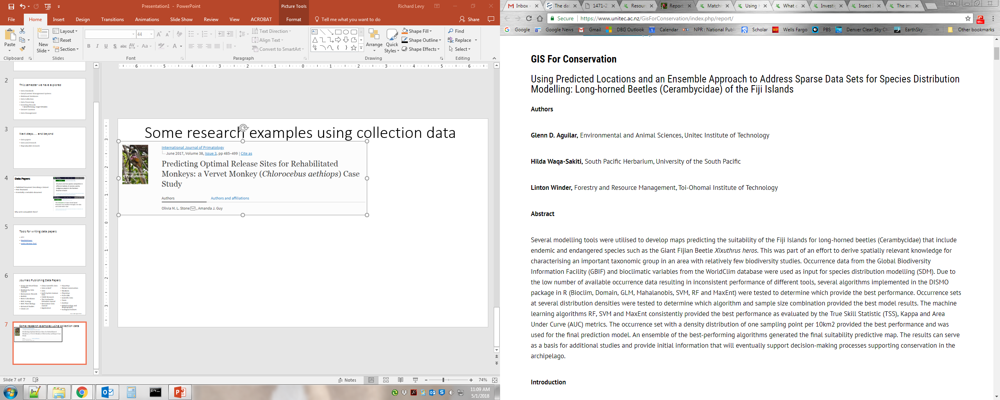 Presentation1 - PowerPoint
Picture Tools
Richard Levy
File
Home
Insert
Design
Transitions
Animations
Slide Show
Review
View
ACROBAT
Format
Tell me what you want to do
Share
Paste
Clipboard
New
Slide
Layout
Reset
Section
Slides
44
B I U S abc AV Aa A
Font
Text Direction
Align Text
Convert to SmartArt
Paragraph
Arrange
Quick
Styles
Shape Fill
Shape Outline
Shape Effects
Drawing
Find
Replace
Select
Editing
2
This semester we have explored
• Data Standards
• Data/Content Management Systems
• Relational Databases
• Data Collection
• Data Processing
• Enriching Records
• Georeferencing, Image Metadata
• Dataset Curation
• Data Management
3
Next steps..... and beyond
• Data papers
• Data use/research
• Reproducible research
4
Data Papers
• Published Document Describing a Dataset
• Peer Reviewed
• Essentially a metadata document
Why write and publish these?
5
Tools for writing data papers
• IPT
6
Journals Publishing Data Papers
7
Some research examples using collection data
6 5 4 3 2 1 0 1 2 3 4 5 6
3
2
1
0
1
2
3
Some research examples using collection data
International Journal of Primatology
June 2017, Volume 38, Issue 3, pp 485–499 | Cite as
Predicting Optimal Release Sites for Rehabilitated
Monkeys: a Vervet Monkey (Chlorocebus aethiops) Case
Study
Authors
Authors and affiliations
Olivia M. L. Stone , Amanda J. Guy
Slide 7 of 7
Notes
74%
11:09 AM
5/1/2018
Inbox -
The da
1471-2
Resour
Report
Matchi
Using
What c
Investig
Insect
The im
Rick
Secure
https://www.unitec.ac.nz/GisForConservation/index.php/report/
99+
Google
Google News
Gmail
DBG Outlook
Calendar
NPR : National Publi
Scholar
Wells Fargo
PBS
Denver Clear Sky Ch
EarthSky
»
Other bookmarks
GIS For Conservation
Using Predicted Locations and an Ensemble Approach to Address Sparse Data Sets for Species Distribution
Modelling: Long-horned Beetles (Cerambycidae) of the Fiji Islands
Authors
Glenn D. Aguilar, Environmental and Animal Sciences, Unitec Institute of Technology
Hilda Waqa-Sakiti, South Pacific Herbarium, University of the South Pacific
Linton Winder, Forestry and Resource Management, Toi-Ohomai Institute of Technology
Abstract
Several modelling tools were utilised to develop maps predicting the suitability of the Fiji Islands for long-horned beetles (Cerambycidae) that include
endemic and endangered species such as the Giant Fijian Beetle Xixuthrus heros. This was part of an effort to derive spatially relevant knowledge for
characterising an important taxonomic group in an area with relatively few biodiversity studies. Occurrence data from the Global Biodiversity
Information Facility (GBIF) and bioclimatic variables from the WorldClim database were used as input for species distribution modelling (SDM). Due to
the low number of available occurrence data resulting in inconsistent performance of different tools, several algorithms implemented in the DISMO
package in R (Bioclim, Domain, GLM, Mahalanobis, SVM, RF and MaxEnt) were tested to determine which provide the best performance. Occurrence sets
at several distribution densities were tested to determine which algorithm and sample size combination provided the best model results. The machine
learning algorithms RF, SVM and MaxEnt consistently provided the best performance as evaluated by the True Skill Statistic (TSS), Kappa and Area
Under Curve (AUC) metrics. The occurrence set with a density distribution of one sampling point per 10km2 provided the best performance and was
used for the final prediction model. An ensemble of the best-performing algorithms generated the final suitability predictive map. The results can serve
as a basis for additional studies and provide initial information that will eventually support decision-making processes supporting conservation in the
archipelago.
Introduction